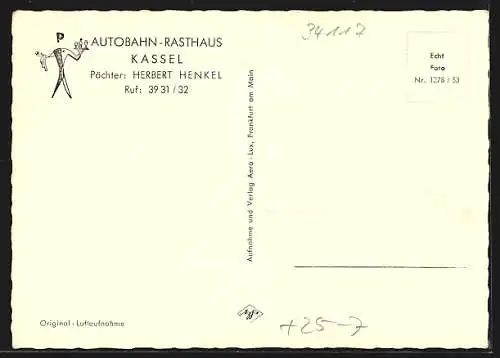 34117
P
AUTOBAHN-RASTHAUS
KASSEL
Pächter: HERBERT HENKEL
Ruf: 39 31 / 32
Echt
Foto
Nr. 1278 / 53
Aufnahme und Verlag Aero-Lux, Frankfurt am Main
Original - Luftaufnahme
Agfa
+25-7